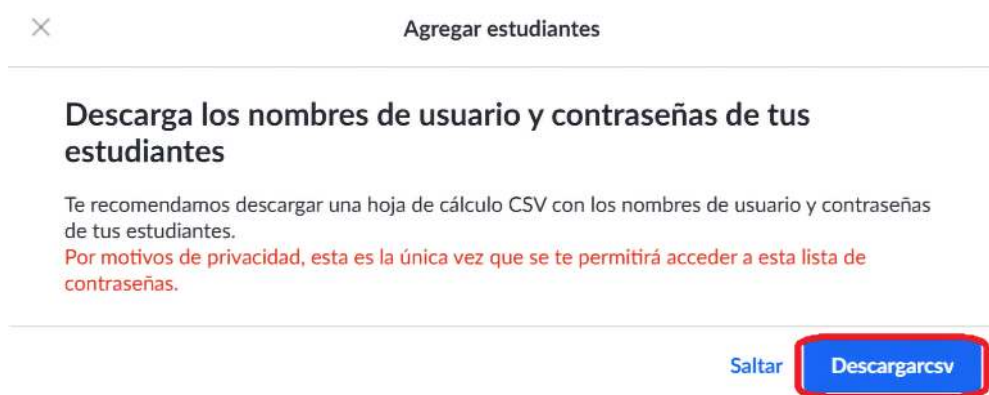 Agregar estudiantes
Descarga los nombres de usuario y contraseñas de tus
estudiantes
Te recomendamos descargar una hoja de cálculo CSV con los nombres de usuario y contraseñas
de tus estudiantes.
Por motivos de privacidad, esta es la única vez que se te permitirá acceder a esta lista de
contraseñas.
Saltar Descargarcsv